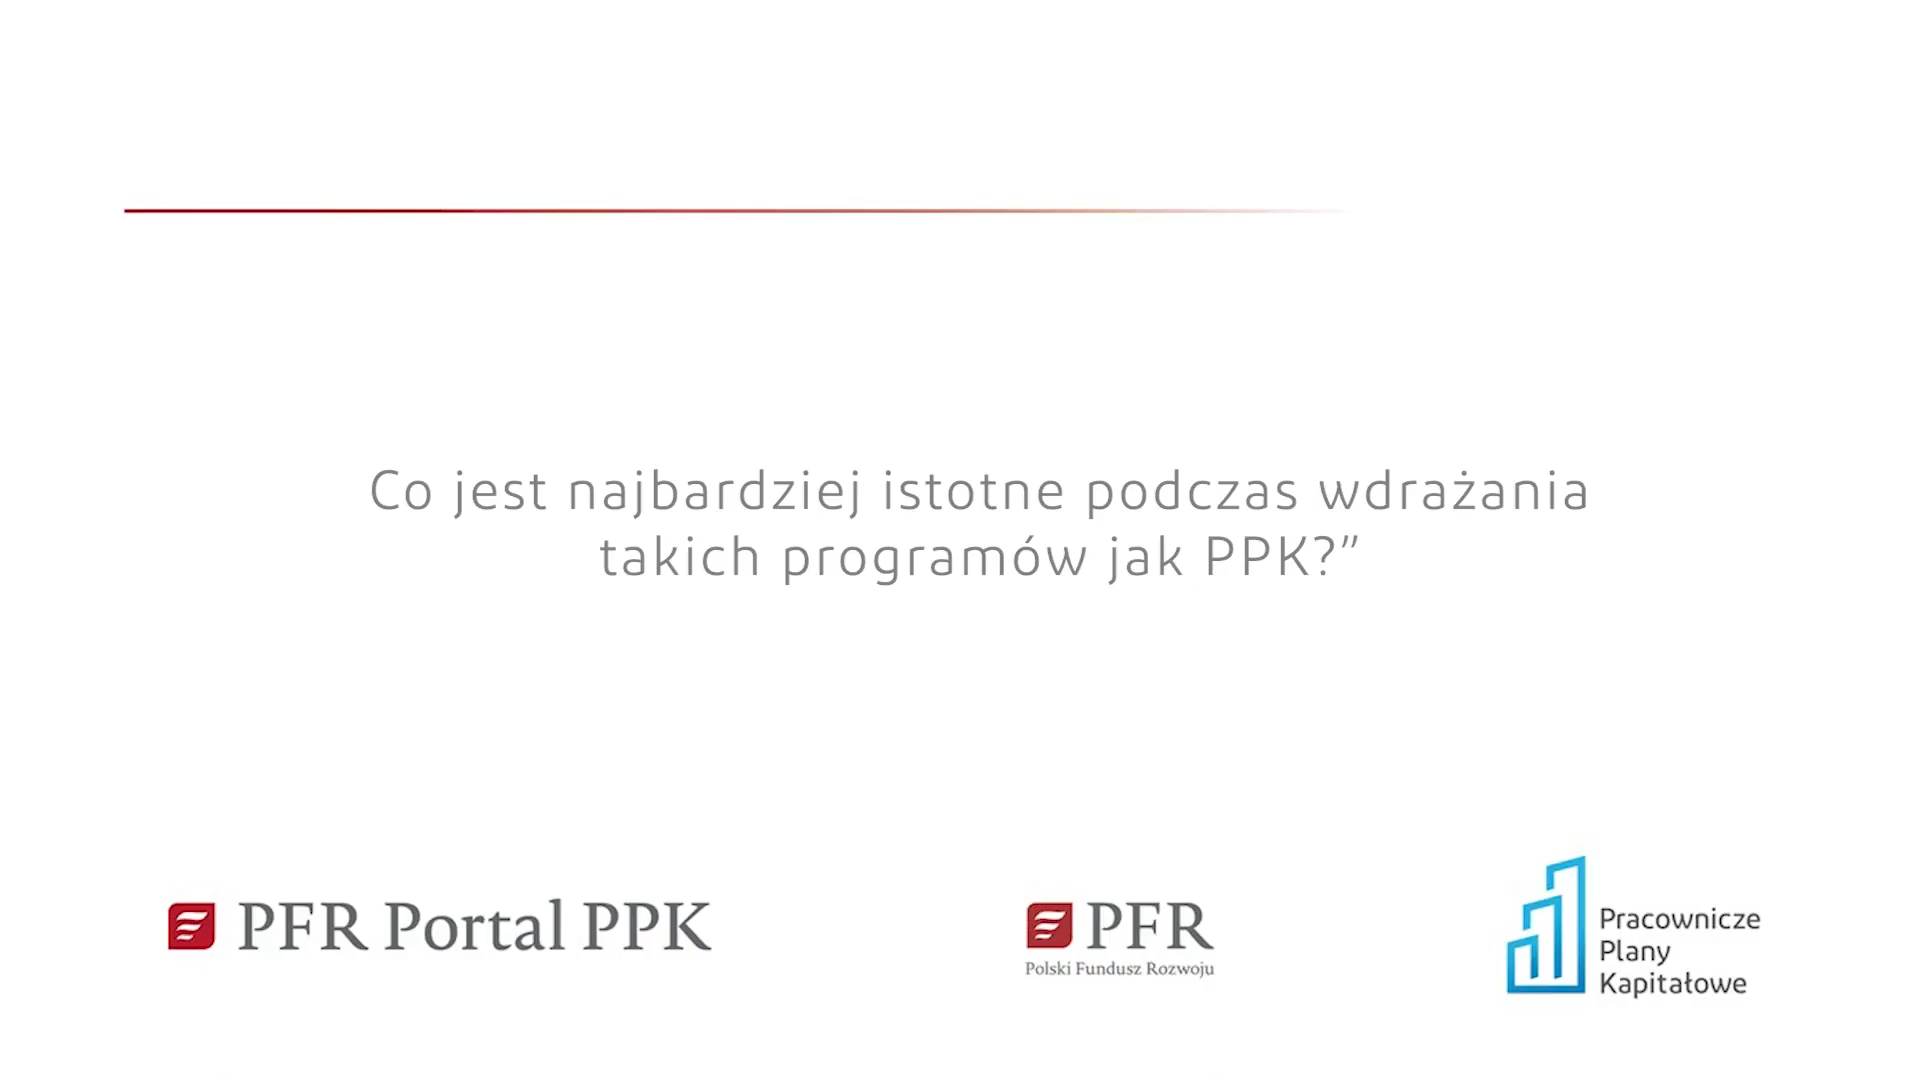 Co jest najbardziej istotne podczas wdrażania
takich programów jak PPK?”
PFR Portal PPK
PFR
Polski Fundusz Rozwoju
Pracownicze
Plany
Kapitałowe